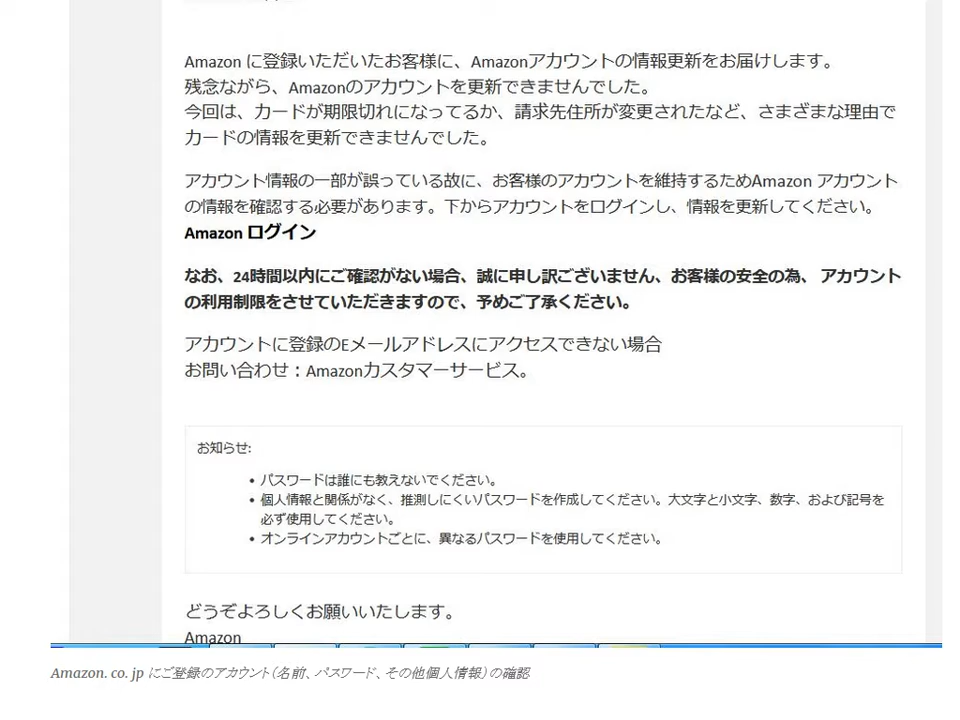 Amazon に登録いただいたお客様に、Amazonアカウントの情報更新をお届けします。
残念ながら、Amazonのアカウントを更新できませんでした。
今回は、カードが期限切れになってるか、請求先住所が変更されたなど、さまざまな理由で
カードの情報を更新できませんでした。
アカウント情報の一部が誤っている故に、お客様のアカウントを維持するためAmazon アカウント
の情報を確認する必要があります。下からアカウントをログインし、情報を更新してください。
Amazon ログイン
なお、24時間以内にご確認がない場合、誠に申し訳ございません、お客様の安全の為、 アカウント
の利用制限をさせていただきますので、予めご了承ください。
アカウントに登録のEメールアドレスにアクセスできない場合
お問い合わせ：Amazonカスタマーサービス。
お知らせ:
• パスワードは誰にも教えないでください。
• 個人情報と関係がなく、推測しにくいパスワードを作成してください。大文字と小文字、数字、および記号を
必ず使用してください。
• オンラインアカウントごとに、異なるパスワードを使用してください。
どうぞよろしくお願いいたします。
Amazon
Amazon. co. jp にご登録のアカウント（名前、パスワード、その他個人情報）の確認